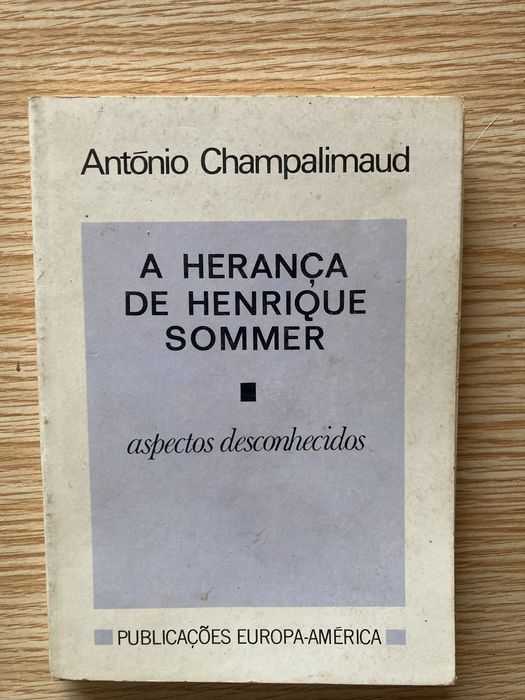 António Champalimaud
A HERANÇA
DE HENRIQUE
SOMMER
aspectos desconhecidos
PUBLICAÇÕES EUROPA-AMÉRICA